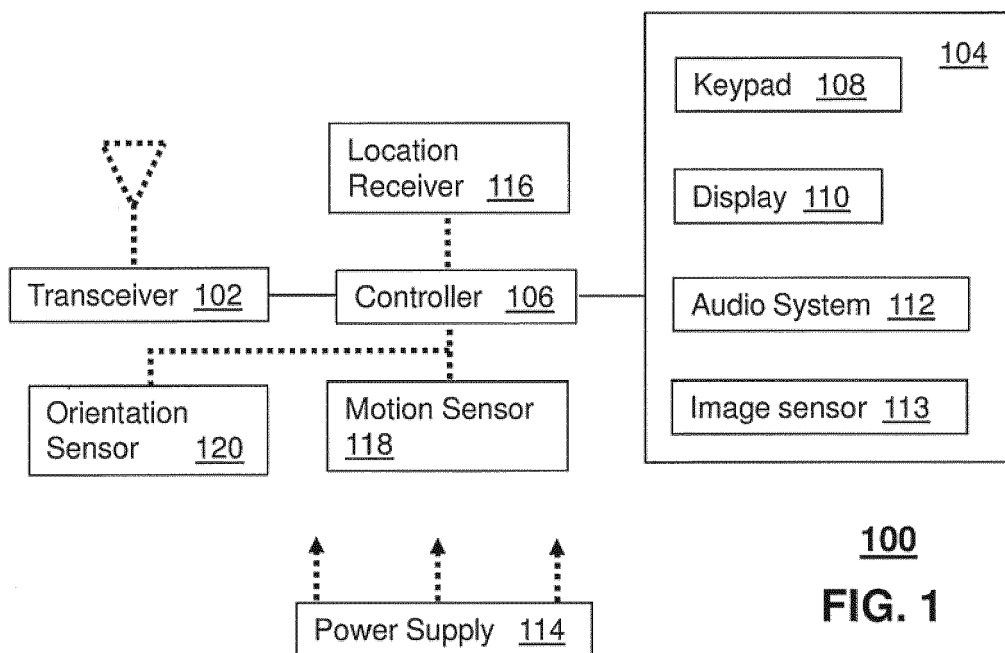 104
Keypad 108
Location
Receiver 116
Display 110
Transceiver 102
Controller 106
Audio System 112
Orientation
Sensor 120
Motion Sensor
118
Image sensor 113
100
FIG. 1
Power Supply 114